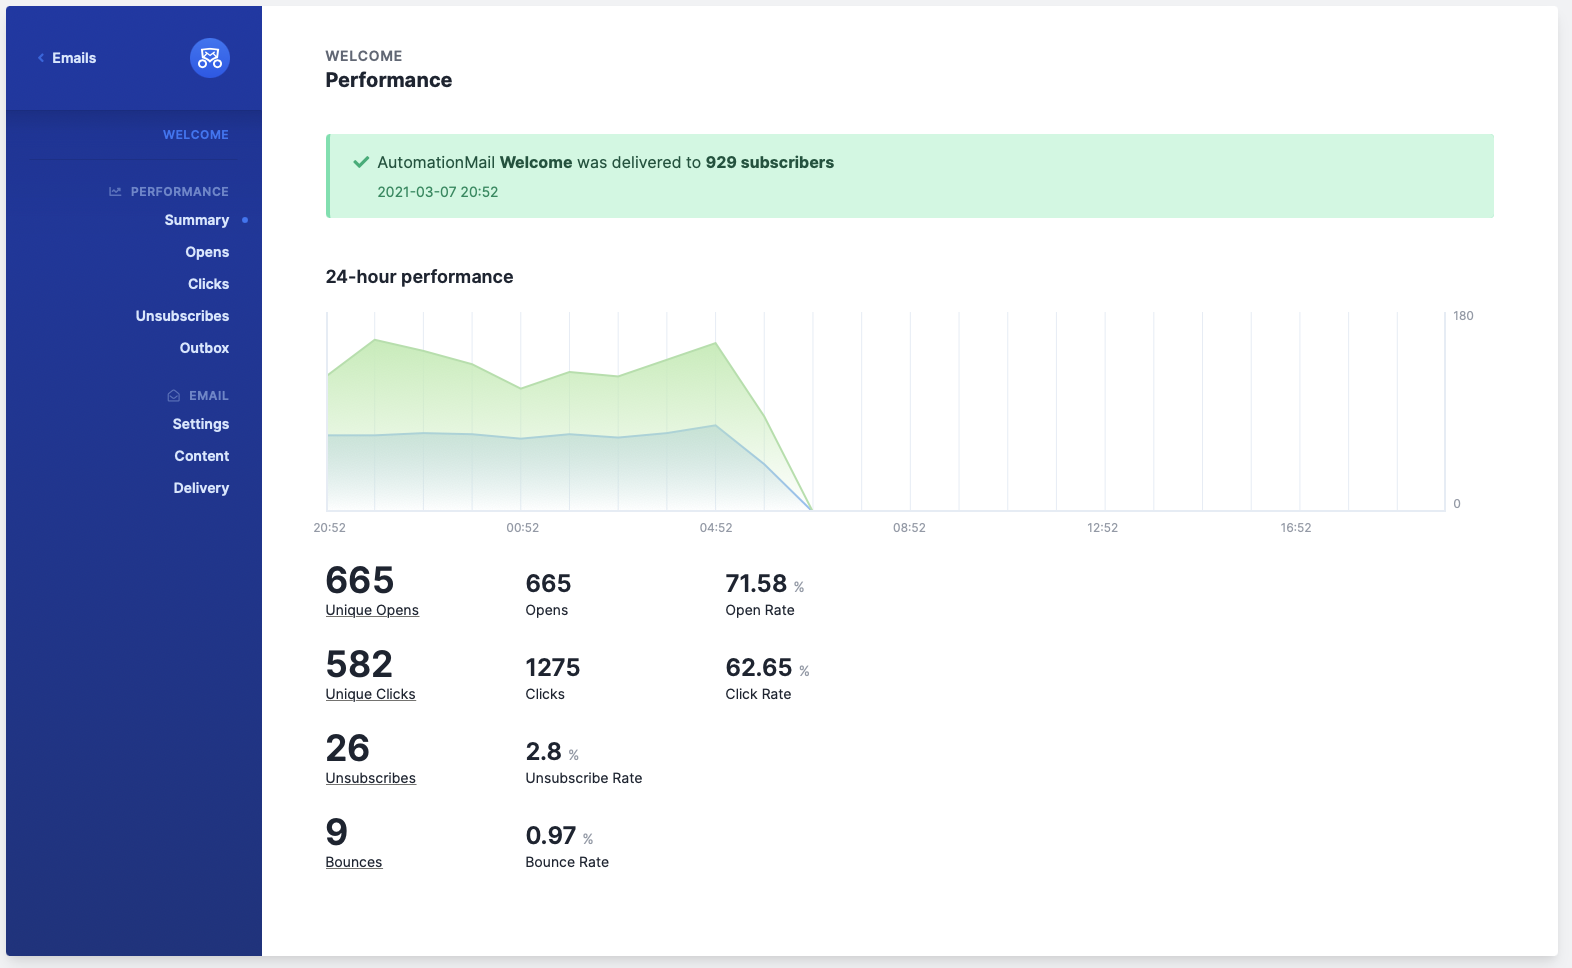 Emails
WELCOME
PERFORMANCE
Summary
Opens
Clicks
Unsubscribes
Outbox
EMAIL
Settings
Content
Delivery
WELCOME
Performance
AutomationMail Welcome was delivered to 929 subscribers
2021-03-07 20:52
24-hour performance
180
0
20:52 00:52 04:52 08:52 12:52 16:52
665 665 71.58 %
Unique Opens Opens Open Rate
582 1275 62.65 %
Unique Clicks Clicks Click Rate
26 2.8 %
Unsubscribes Unsubscribe Rate
9 0.97 %
Bounces Bounce Rate